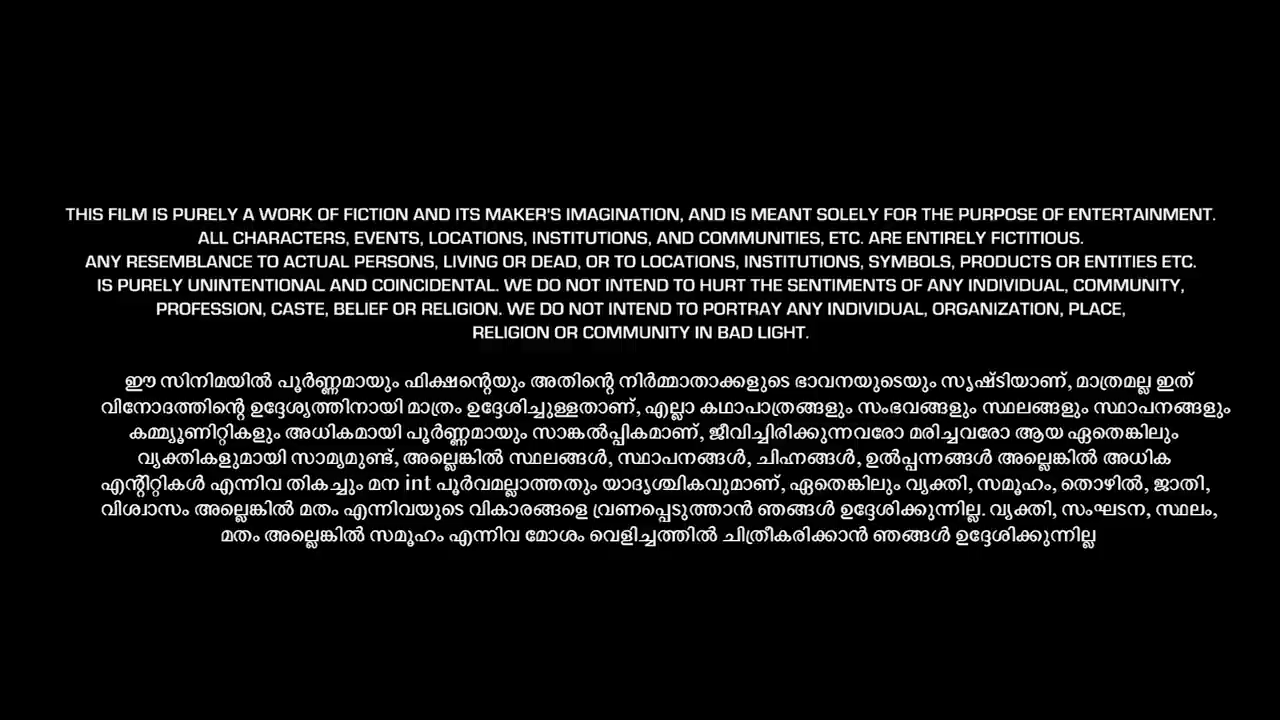 THIS FILM IS PURELY A WORK OF FICTION AND ITS MAKER'S IMAGINATION, AND IS MEANT SOLELY FOR THE PURPOSE OF ENTERTAINMENT.
ALL CHARACTERS, EVENTS, LOCATIONS, INSTITUTIONS, AND COMMUNITIES, ETC. ARE ENTIRELY FICTITIOUS.
ANY RESEMBLANCE TO ACTUAL PERSONS, LIVING OR DEAD, OR TO LOCATIONS, INSTITUTIONS, SYMBOLS, PRODUCTS OR ENTITIES ETC.
IS PURELY UNINTENTIONAL AND COINCIDENTAL. WE DO NOT INTEND TO HURT THE SENTIMENTS OF ANY INDIVIDUAL, COMMUNITY,
PROFESSION, CASTE, BELIEF OR RELIGION. WE DO NOT INTEND TO PORTRAY ANY INDIVIDUAL, ORGANIZATION, PLACE,
RELIGION OR COMMUNITY IN BAD LIGHT.
ഈ സിനിമയിൽ പൂർണ്ണമായും ഫിക്ഷന്റെയും അതിന്റെ നിർമ്മാതാക്കളുടെ ഭാവനയുടെയും സൃഷ്ടിയാണ്, മാത്രമല്ല ഇത്
വിനോദത്തിന്റെ ഉദ്ദേശ്യത്തിനായി മാത്രം ഉദ്ദേശിച്ചുള്ളതാണ്, എല്ലാ കഥാപാത്രങ്ങളും സംഭവങ്ങളും സ്ഥലങ്ങളും സ്ഥാപനങ്ങളും
കമ്മ്യൂണിറ്റികളും അധികമായി പൂർണ്ണമായും സാങ്കൽപ്പികമാണ്, ജീവിച്ചിരിക്കുന്നവരോ മരിച്ചവരോ ആയ ഏതെങ്കിലും
വ്യക്തികളുമായി സാമ്യമുണ്ട്, അല്ലെങ്കിൽ സ്ഥലങ്ങൾ, സ്ഥാപനങ്ങൾ, ചിഹ്നങ്ങൾ, ഉൽപ്പന്നങ്ങൾ അല്ലെങ്കിൽ അധിക
എന്റിറ്റികൾ എന്നിവ തികച്ചും മന int പൂർവമല്ലാത്തതും യാദൃശ്ചികവുമാണ്, ഏതെങ്കിലും വ്യക്തി, സമൂഹം, തൊഴിൽ, ജാതി,
വിശ്വാസം അല്ലെങ്കിൽ മതം എന്നിവയുടെ വികാരങ്ങളെ വ്രണപ്പെടുത്താൻ ഞങ്ങൾ ഉദ്ദേശിക്കുന്നില്ല. വ്യക്തി, സംഘടന, സ്ഥലം,
മതം അല്ലെങ്കിൽ സമൂഹം എന്നിവ മോശം വെളിച്ചത്തിൽ ചിത്രീകരിക്കാൻ ഞങ്ങൾ ഉദ്ദേശിക്കുന്നില്ല